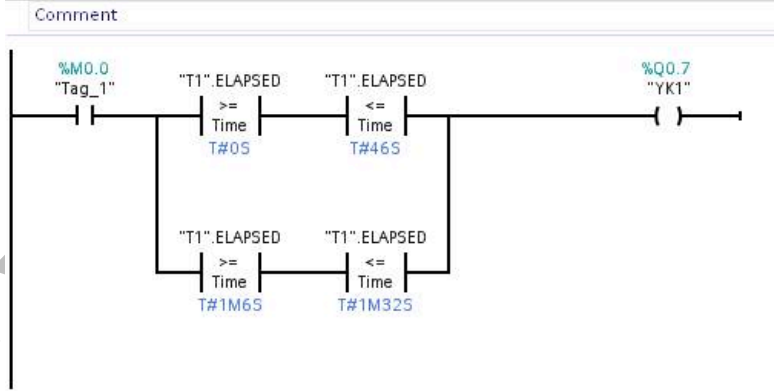 Comment
%M0.0
"Tag_1"
"T1".ELAPSED
>=
Time
T#0S
"T1".ELAPSED
<=
Time
T#46S
%Q0.7
"YK1"
"T1".ELAPSED
>=
Time
T#1M6S
"T1".ELAPSED
<=
Time
T#1M32S